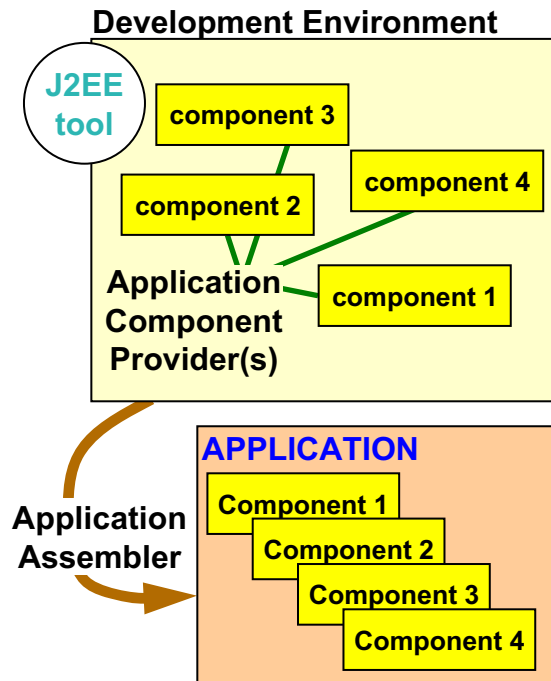 Development Environment
J2EE
tool
component 3
component 4
component 2
Application
Component
Provider(s)
component 1
APPLICATION
Component 1
Application
Assembler
Component 2
Component 3
Component 4